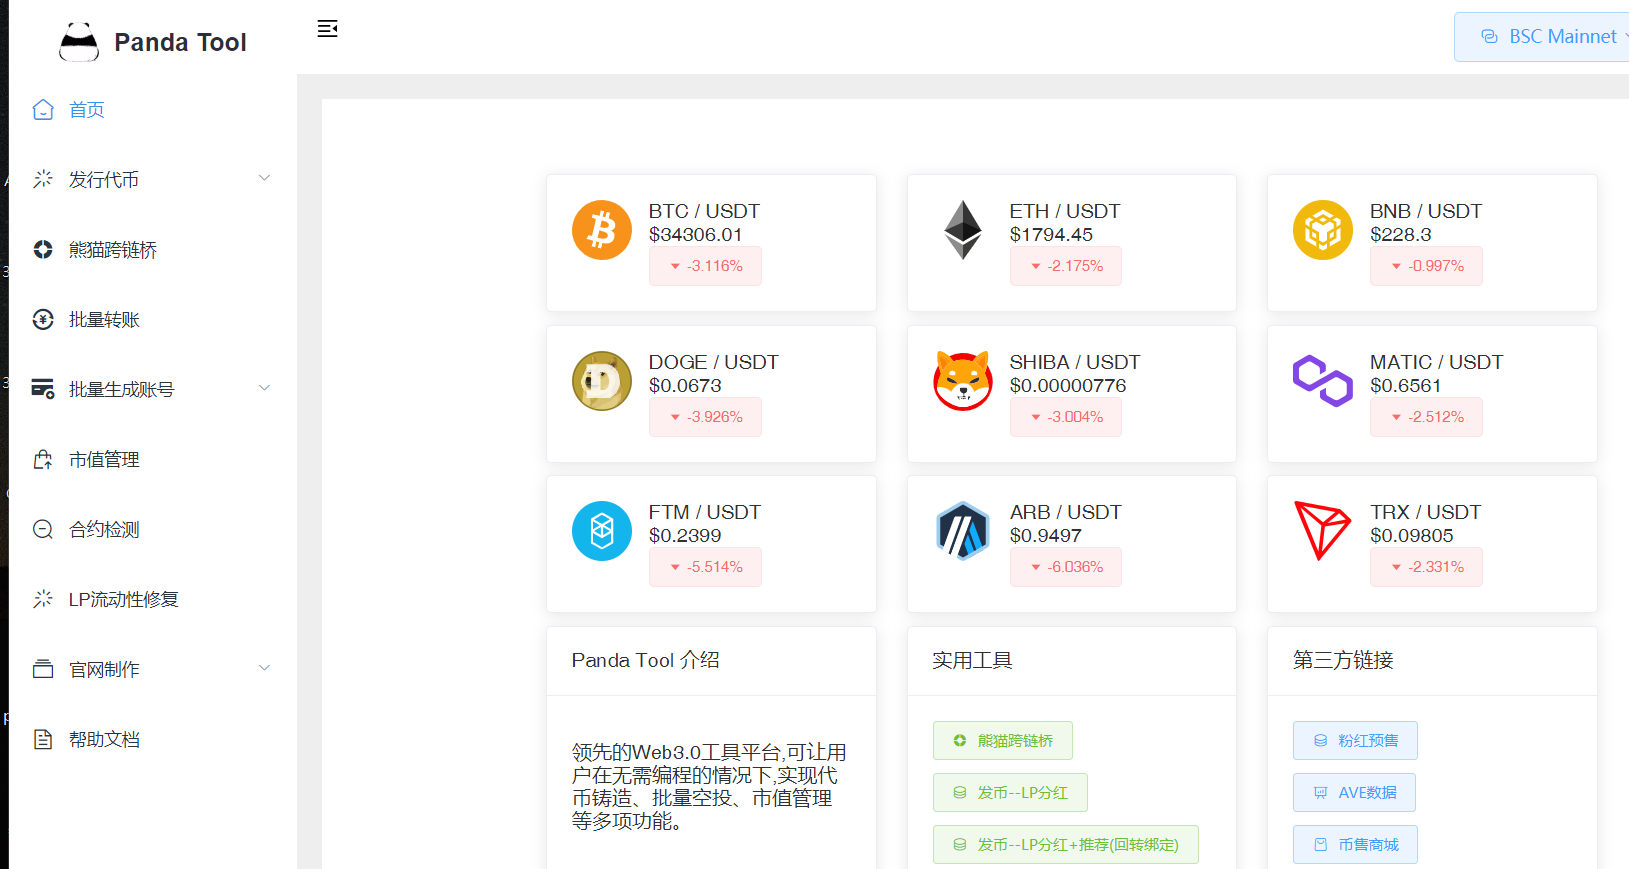 Panda Tool
BSC Mainnet
首页
发行代币
熊猫跨链桥
批量转账
批量生成账号
市值管理
合约检测
LP流动性修复
官网制作
帮助文档
BTC / USDT
$34306.01
-3.116%
ETH / USDT
$1794.45
-2.175%
BNB / USDT
$228.3
-0.997%
DOGE / USDT
$0.0673
-3.926%
SHIBA / USDT
$0.00000776
-3.004%
MATIC / USDT
$0.6561
-2.512%
FTM / USDT
$0.2399
-5.514%
ARB / USDT
$0.9497
-6.036%
TRX / USDT
$0.09805
-2.331%
Panda Tool 介绍
领先的Web3.0工具平台,可让用
户在无需编程的情况下,实现代
币铸造、批量空投、市值管理
等多项功能。
实用工具
熊猫跨链桥
发币--LP分红
发币--LP分红+推荐(回转绑定)
第三方链接
粉红预售
AVE数据
币售商城